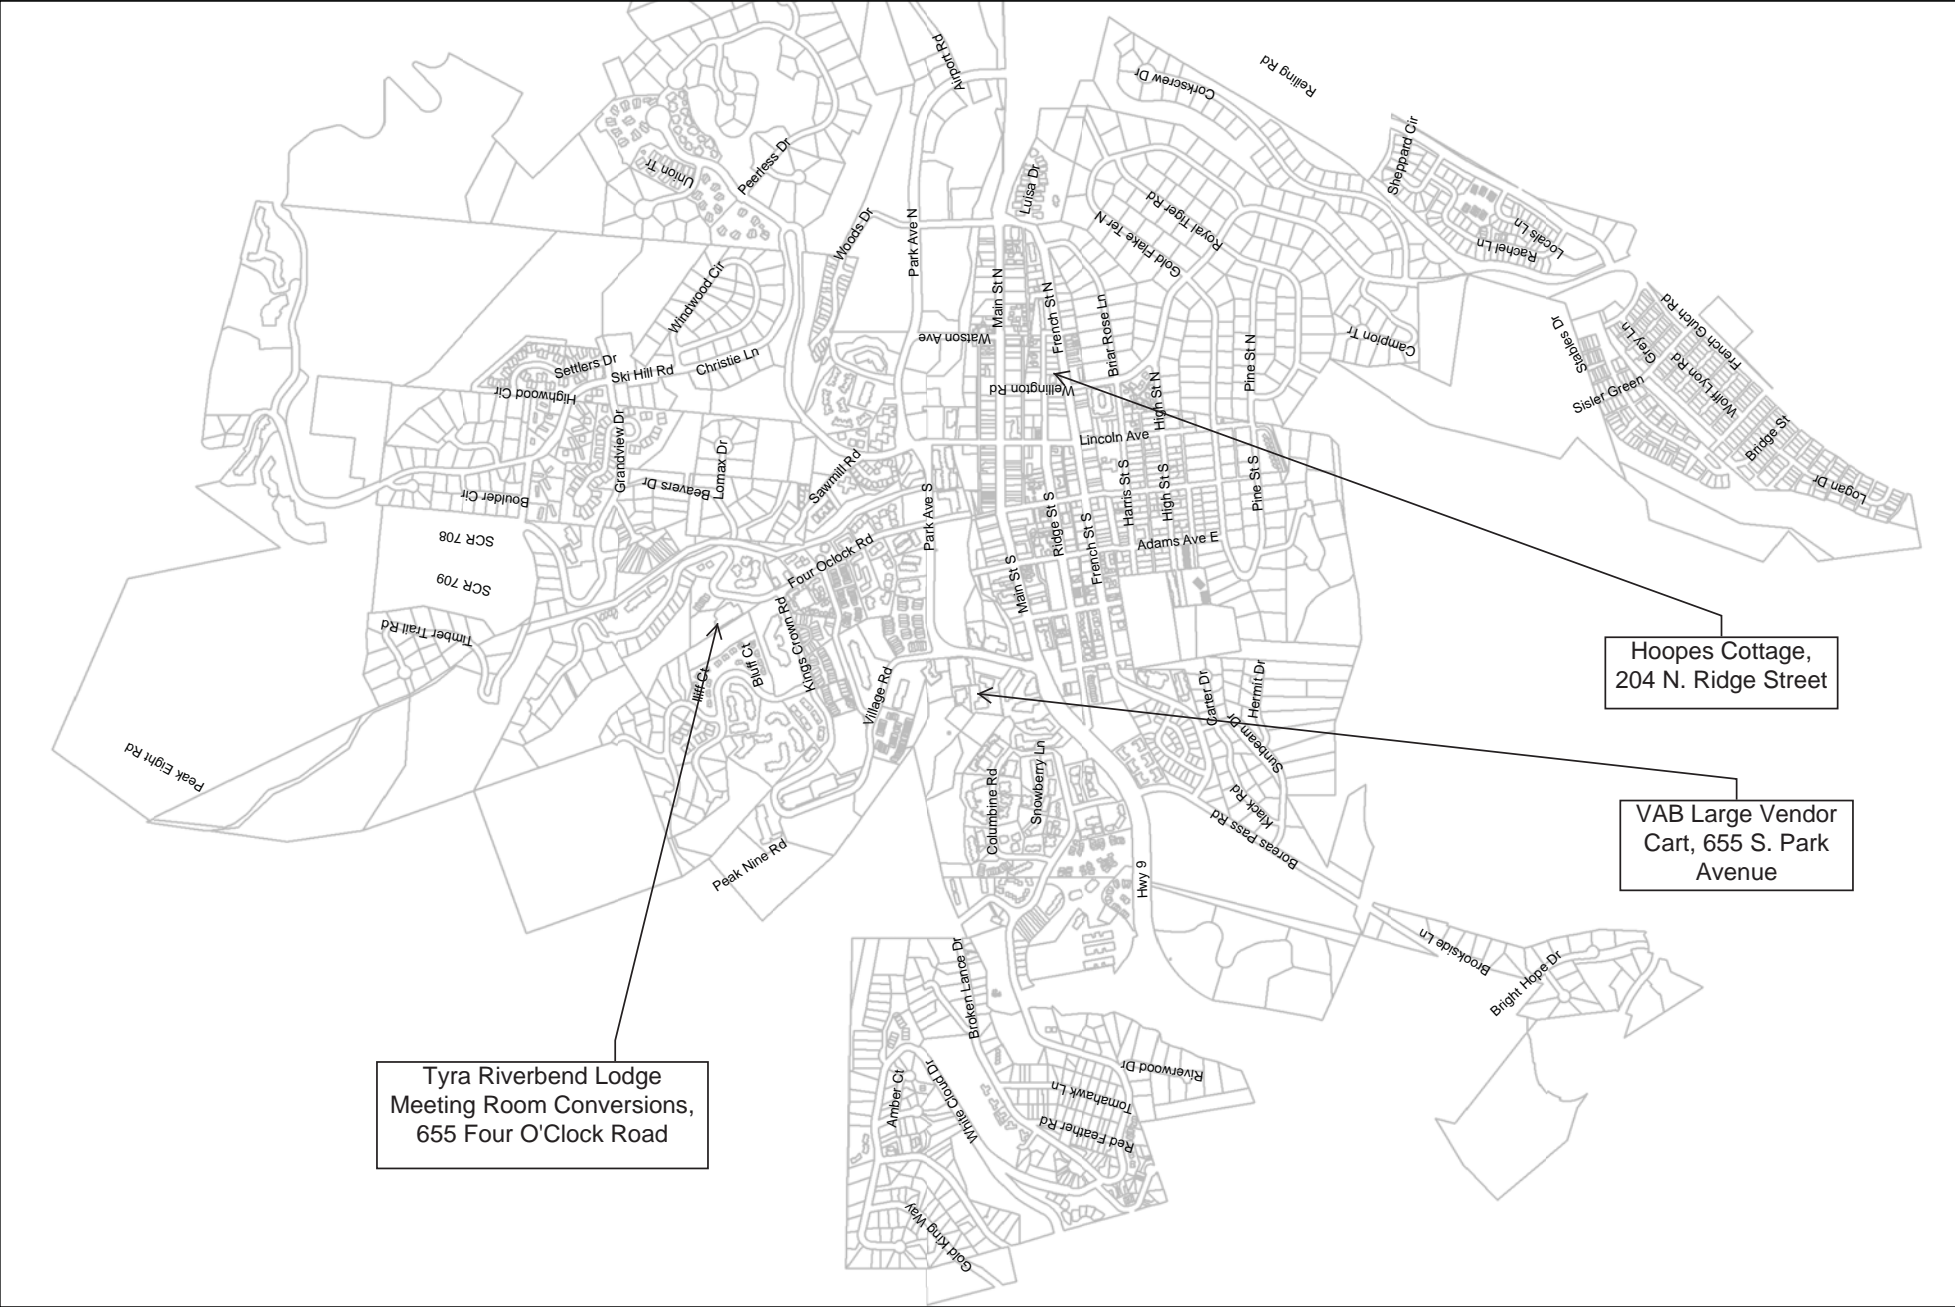 Airport Rd
Reiling Rd
Corkscrew Dr
Sheppard Cir
Union Tr
Peerless Dr
Luisa Dr
Royal Tiger Rd
Woods Dr
Park Ave N
Gold Flake Ter N
Locals Ln
Rachel Ln
Windwood Cir
Main St N
French St N
Briar Rose Ln
French Gulch Rd
Watson Ave
Campion Tr
Stables Dr
Grey Ln
Settlers Dr
Ski Hill Rd
Christie Ln
Pine St N
Wolff Lyon Rd
Highwood Cir
Wellington Rd
High St N
Sisler Green
Grandview Dr
Lincoln Ave
Bridge St
Lomax Dr
Sawmill Rd
Beavers Dr
Boulder Cir
Park Ave S
Harris St S
High St S
Pine St S
Logan Dr
SCR 708
Ridge St S
French St S
Adams Ave E
Four Oclock Rd
SCR 709
Main St S
Timber Trail Rd
Kings Crown Rd
Bluff Ct
Iliff Ct
Village Rd
Carter Dr
Hermit Dr
Hoopes Cottage,
204 N. Ridge Street
Sunbeam Dr
Peak Eight Rd
Columbine Rd
Snowberry Ln
Klack Rd
Boreas Pass Rd
VAB Large Vendor
Cart, 655 S. Park
Avenue
Peak Nine Rd
Hwy 9
Brookside Ln
Bright Hope Dr
Broken Lance Dr
Tyra Riverbend Lodge
Meeting Room Conversions,
655 Four O'Clock Road
Amber Ct
White Cloud Dr
Riverwood Dr
Tomahawk Ln
Red Feather Rd
Gold King Way